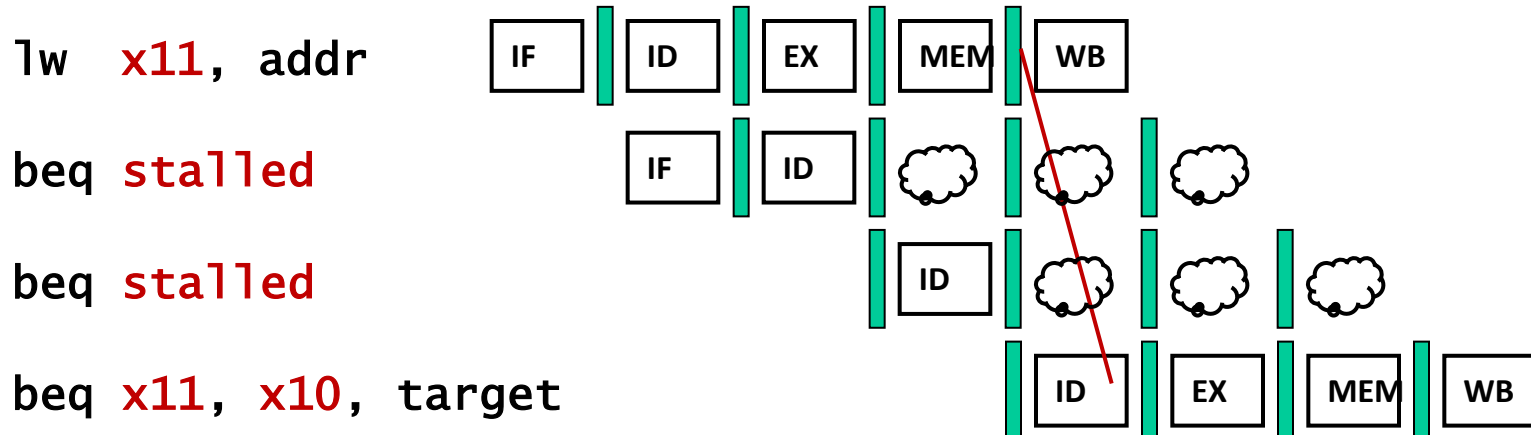 lw x11, addr IF ID EX MEM WB
beq stalled IF ID
beq stalled ID
beq x11, x10, target ID EX MEM WB